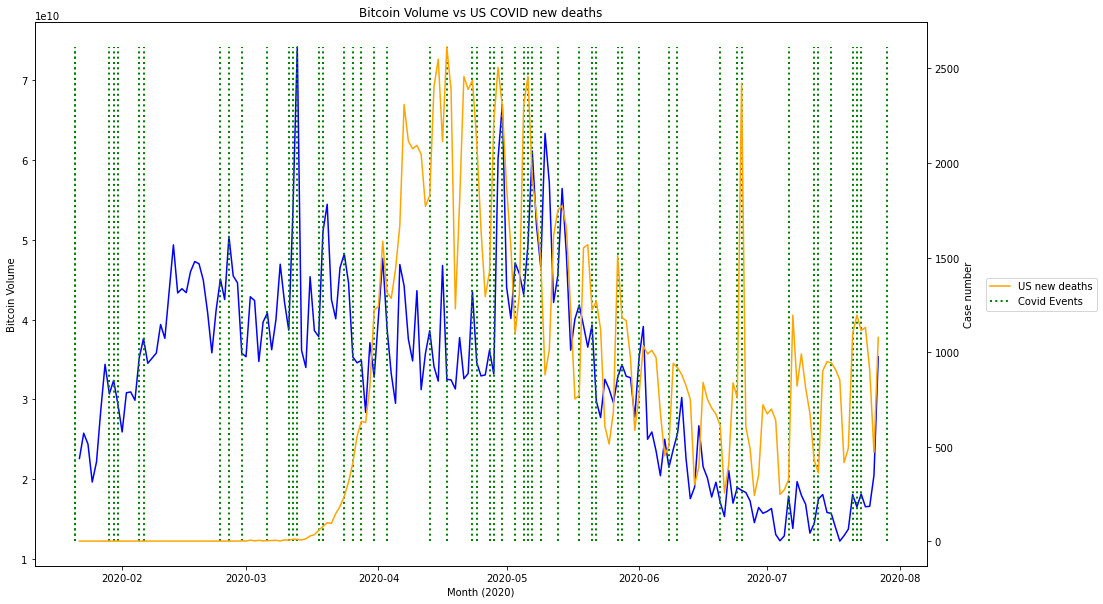 Bitcoin Volume vs US COVID new deaths
1e10
7
6
5
4
3
2
1
Bitcoin Volume
2500
2000
1500
1000
500
0
Case number
US new deaths
Covid Events
2020-02
2020-03
2020-04
2020-05
2020-06
2020-07
2020-08
Month (2020)